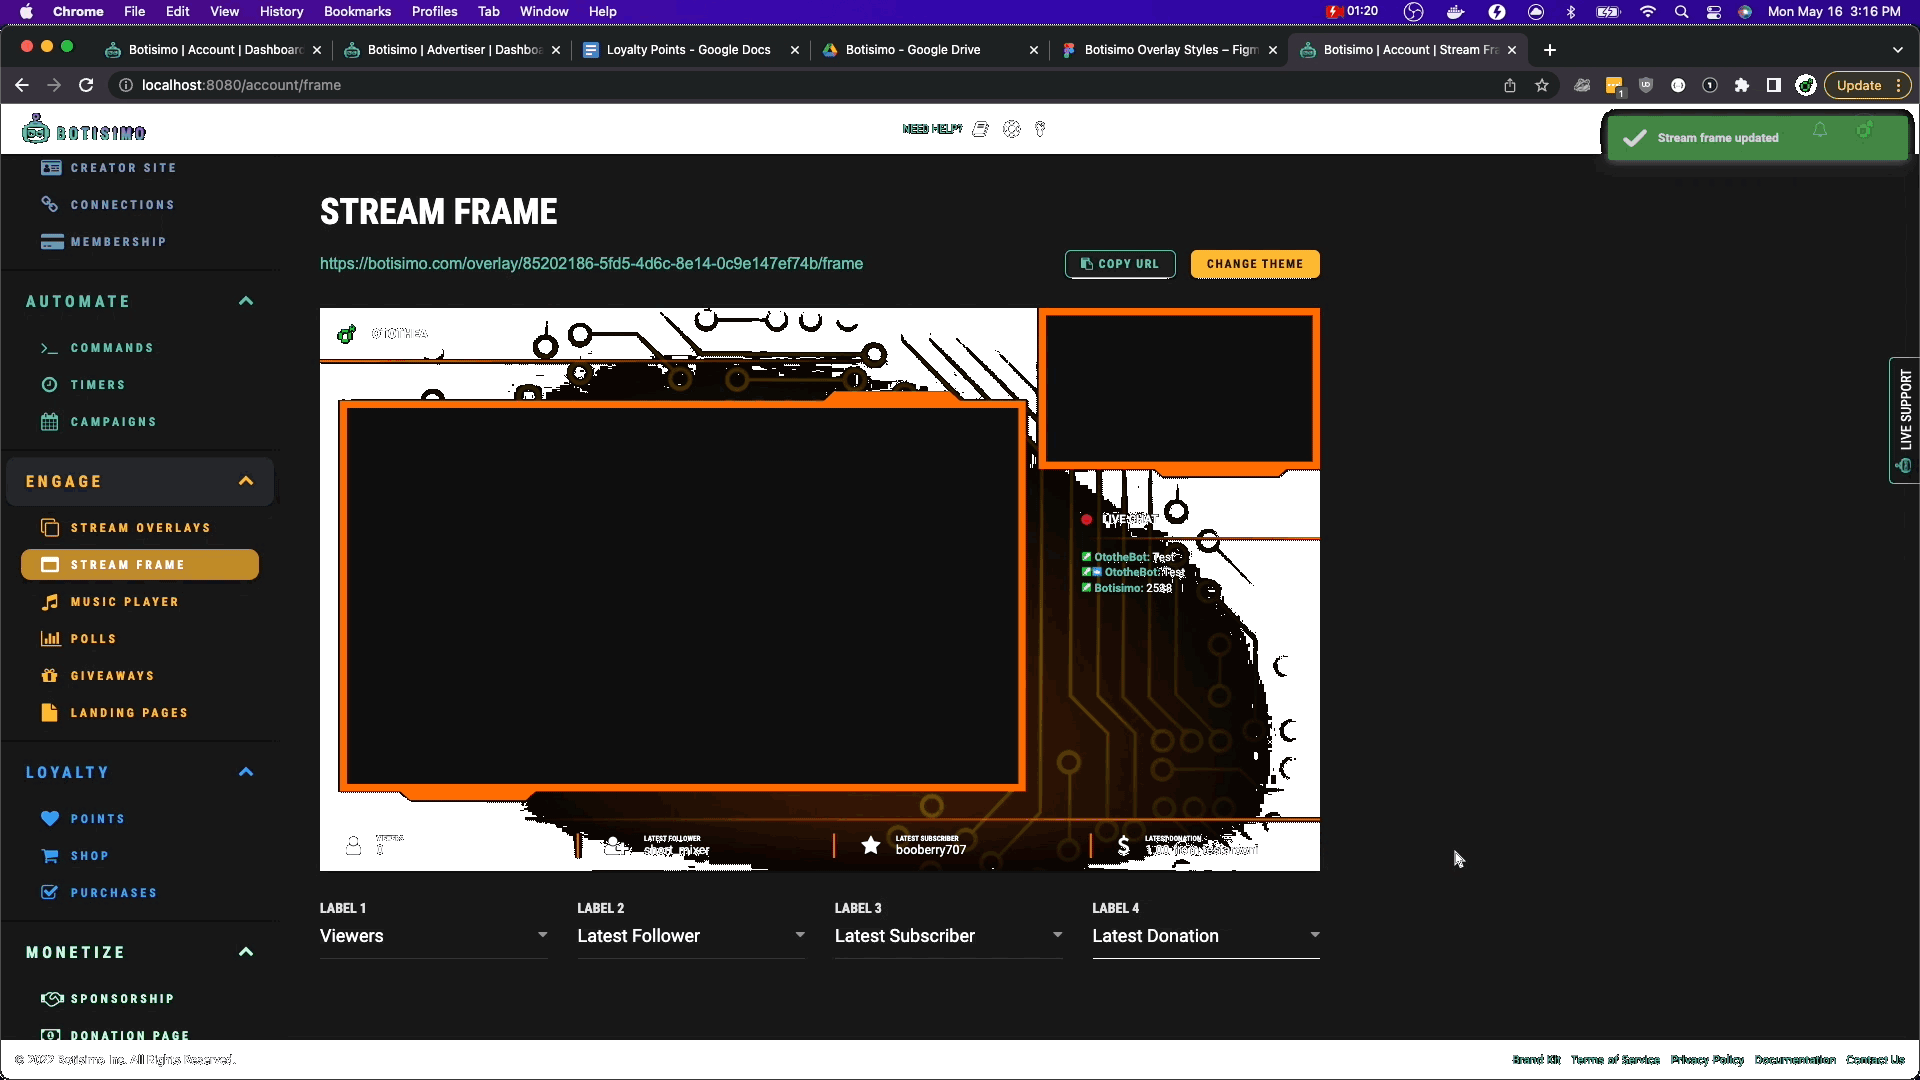 Chrome File Edit View History Bookmarks Profiles Tab Window Help 01:20 Mon May 16 3:16 PM
Botisimo | Account | Dashboard Botisimo | Advertiser | Dashbo Loyalty Points - Google Docs Botisimo - Google Drive Botisimo Overlay Styles – Figm Botisimo | Account | Stream Fra
localhost:8080/account/frame 1 Update
BOTISIMO NEED HELP? Stream frame updated
CREATOR SITE
CONNECTIONS
MEMBERSHIP
AUTOMATE
COMMANDS
TIMERS
CAMPAIGNS
ENGAGE
STREAM OVERLAYS
STREAM FRAME
MUSIC PLAYER
POLLS
GIVEAWAYS
LANDING PAGES
LOYALTY
POINTS
SHOP
PURCHASES
MONETIZE
SPONSORSHIP
DONATION PAGE
STREAM FRAME
https://botisimo.com/overlay/85202186-5fd5-4d6c-8e14-0c9e147ef74b/frame
COPY URL
CHANGE THEME
LIVE CHAT
OtotheBot: Test
OtotheBot: Test
Botisimo: 2538
VIEWERS
0
LATEST FOLLOWER
short_mixer
LATEST SUBSCRIBER
booberry707
LATEST DONATION
LABEL 1 LABEL 2 LABEL 3 LABEL 4
Viewers Latest Follower Latest Subscriber Latest Donation
LIVE SUPPORT
© 2022 Botisimo Inc. All Rights Reserved.
Brand Kit Terms of Service Privacy Policy Documentation Contact Us